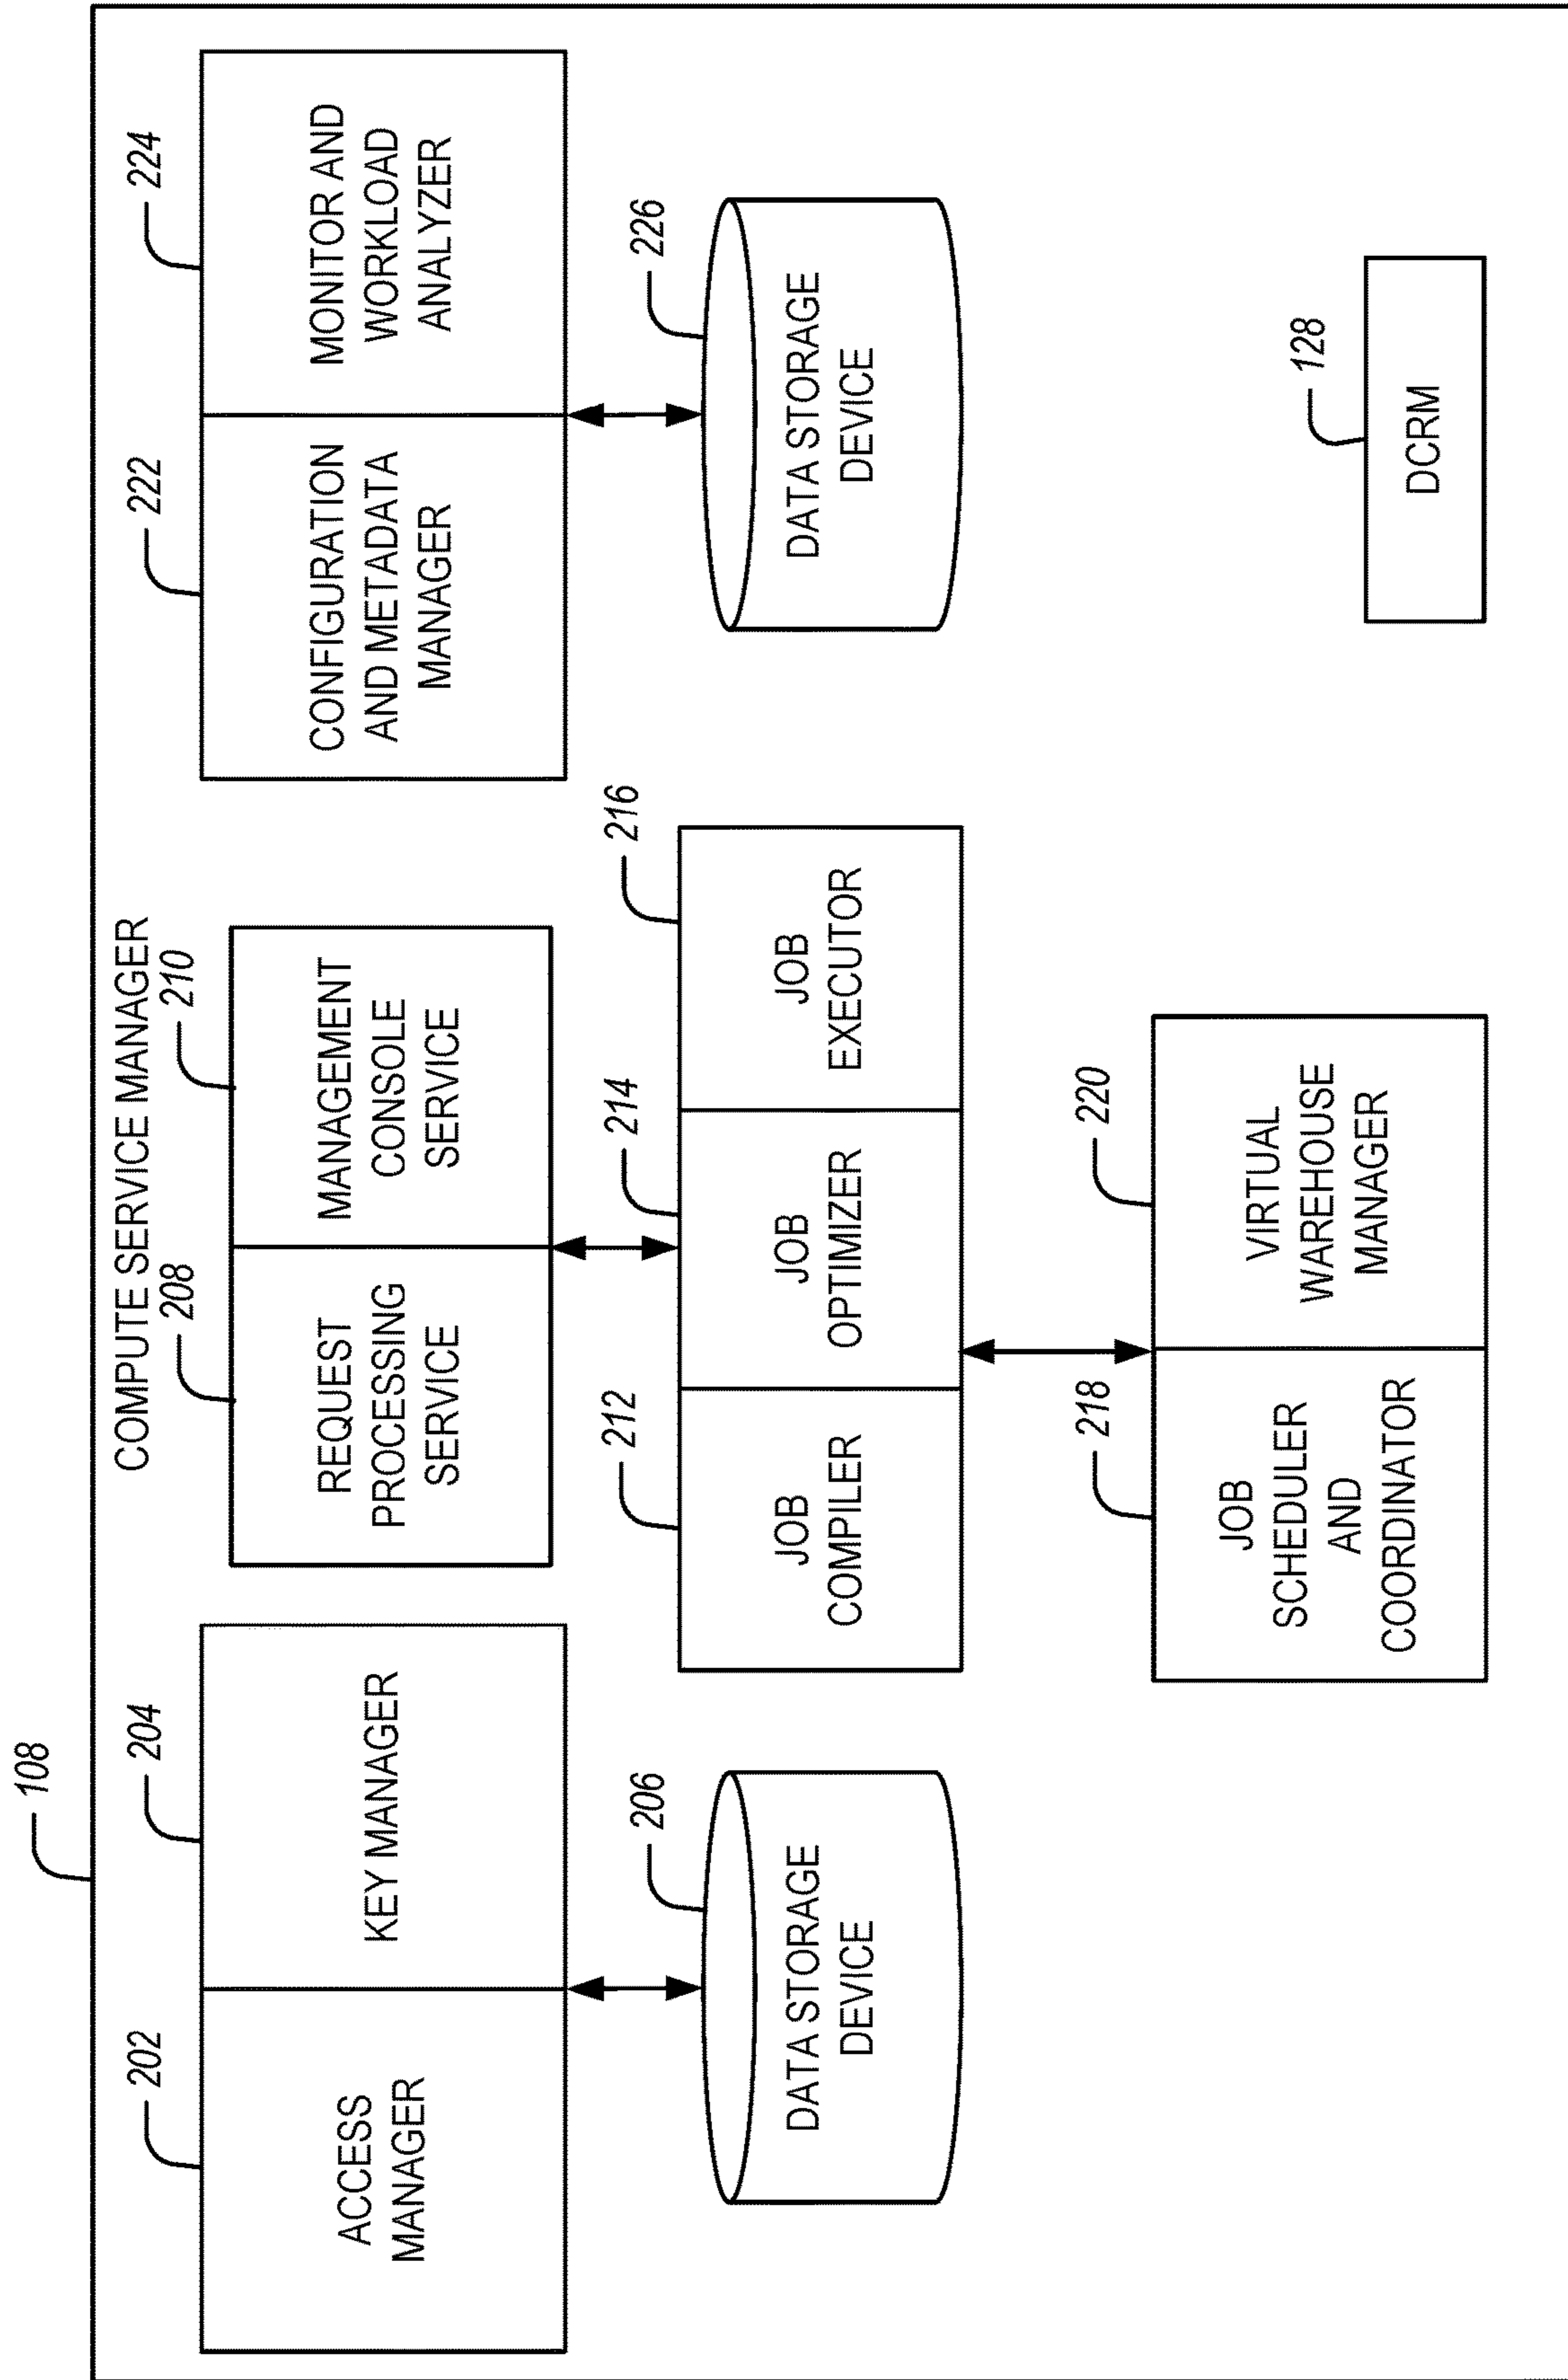 108
COMPUTE SERVICE MANAGER
202
ACCESS
MANAGER
204
KEY MANAGER
206
DATA STORAGE
DEVICE
208
REQUEST
PROCESSING
SERVICE
210
MANAGEMENT
CONSOLE
SERVICE
212
JOB
COMPILER
214
JOB
OPTIMIZER
216
JOB
EXECUTOR
218
JOB
SCHEDULER
AND
COORDINATOR
220
VIRTUAL
WAREHOUSE
MANAGER
222
CONFIGURATION
AND METADATA
MANAGER
224
MONITOR AND
WORKLOAD
ANALYZER
226
DATA STORAGE
DEVICE
128
DCRM